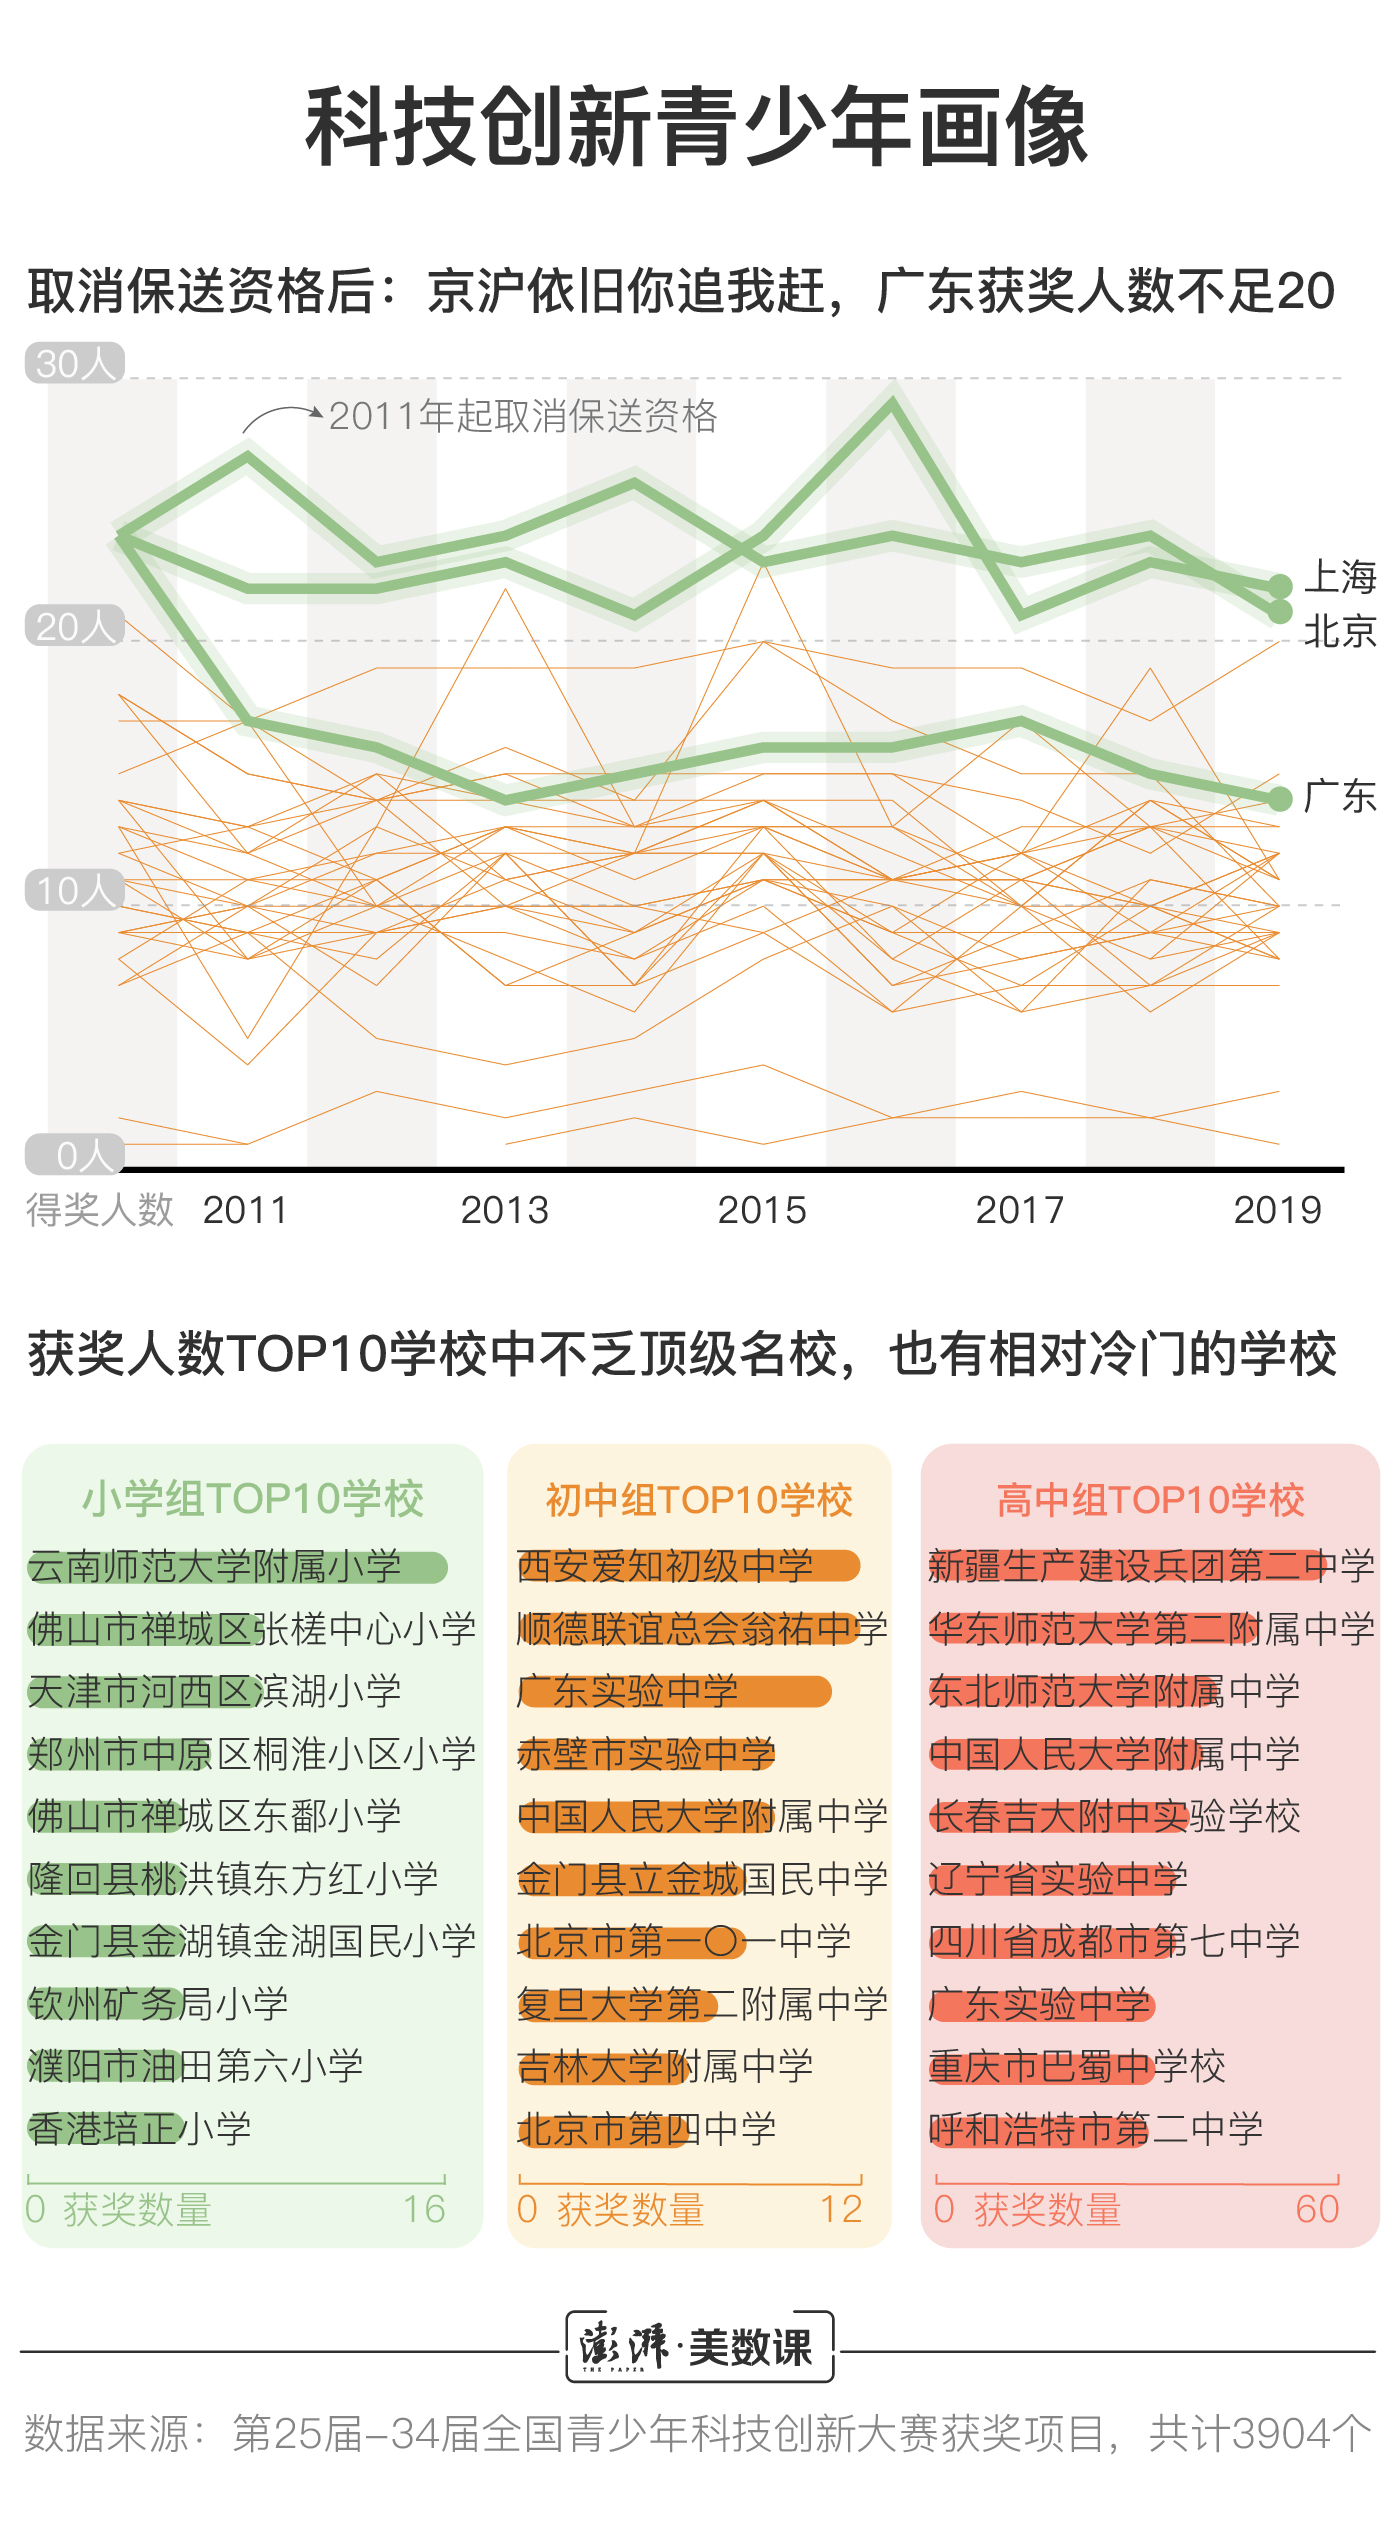 科技创新青少年画像
取消保送资格后：京沪依旧你追我赶，广东获奖人数不足20
30人
2011年起取消保送资格
上海
20人
北京
广东
10人
0人
得奖人数 2011 2013 2015 2017 2019
获奖人数TOP10学校中不乏顶级名校，也有相对冷门的学校
小学组TOP10学校
云南师范大学附属小学
佛山市禅城区张槎中心小学
天津市河西区滨湖小学
郑州市中原区桐淮小区小学
佛山市禅城区东鄱小学
隆回县桃洪镇东方红小学
金门县金湖镇金湖国民小学
钦州矿务局小学
濮阳市油田第六小学
香港培正小学
0 获奖数量 16
初中组TOP10学校
西安爱知初级中学
顺德联谊总会翁祐中学
广东实验中学
赤壁市实验中学
中国人民大学附属中学
金门县立金城国民中学
北京市第一〇一中学
复旦大学第二附属中学
吉林大学附属中学
北京市第四中学
0 获奖数量 12
高中组TOP10学校
新疆生产建设兵团第二中学
华东师范大学第二附属中学
东北师范大学附属中学
中国人民大学附属中学
长春吉大附中实验学校
辽宁省实验中学
四川省成都市第七中学
广东实验中学
重庆市巴蜀中学校
呼和浩特市第二中学
0 获奖数量 60
澎湃·美数课
THE PAPER
数据来源：第25届-34届全国青少年科技创新大赛获奖项目，共计3904个